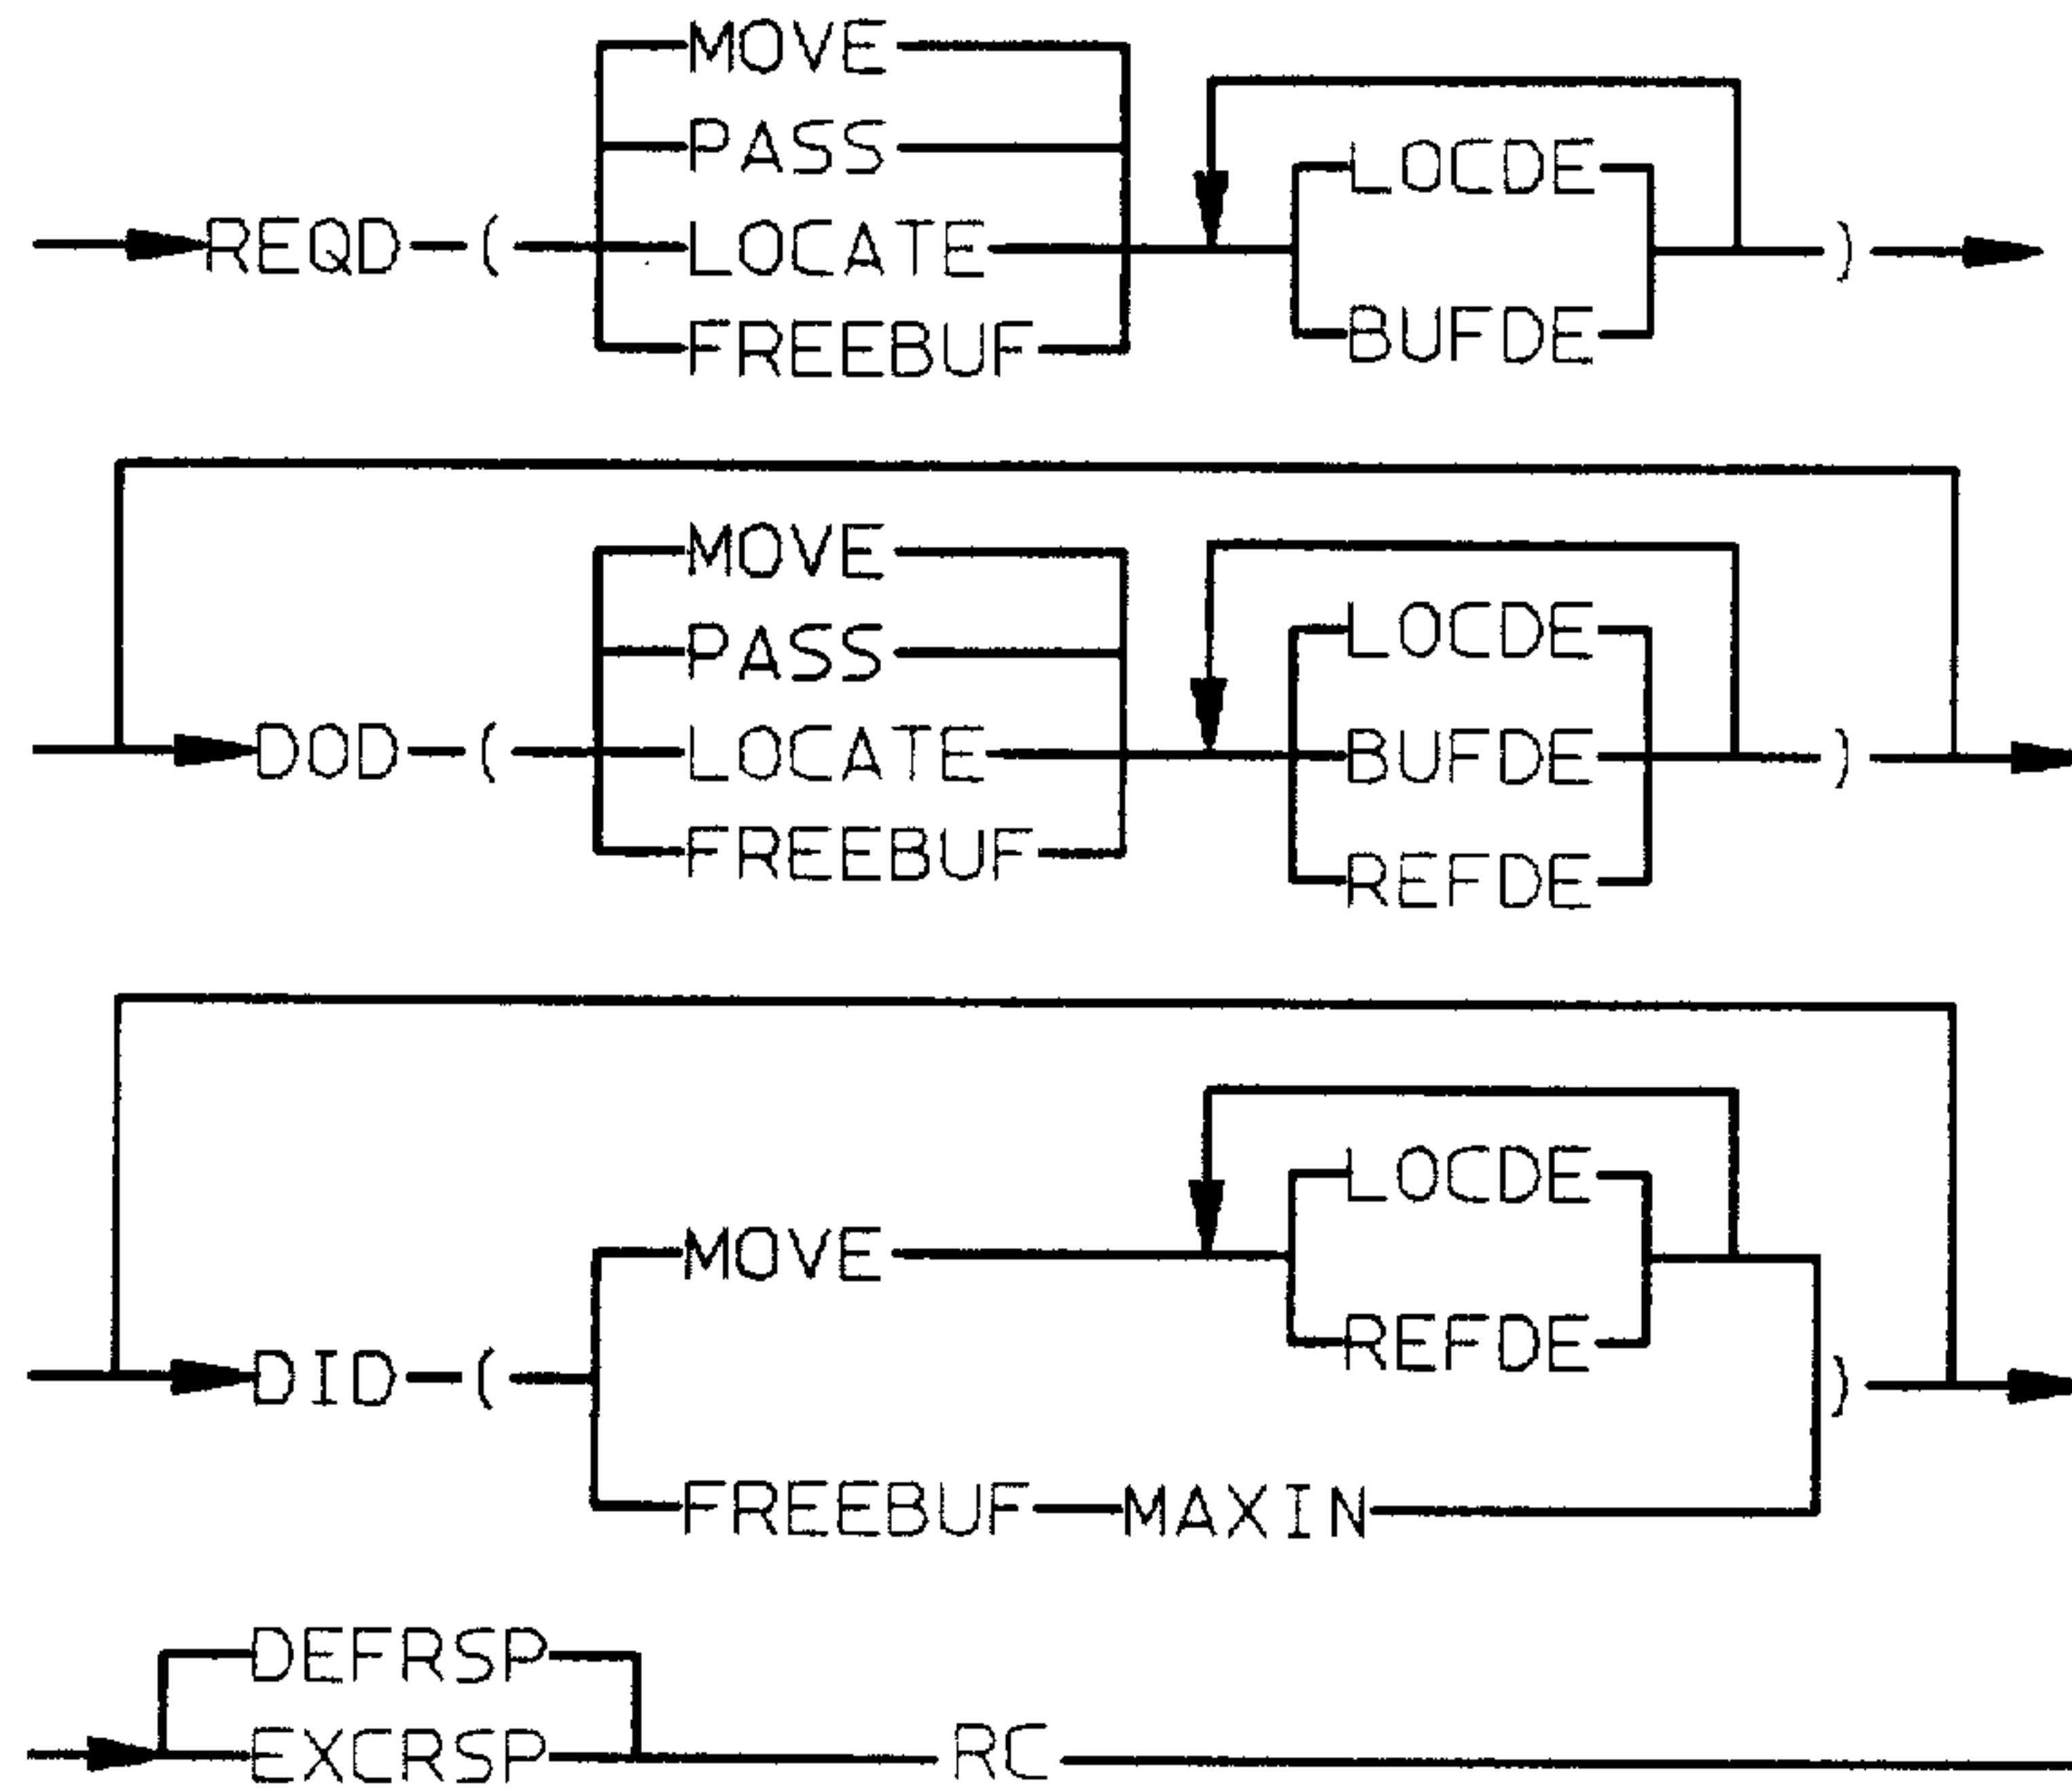 MOVE
PASS LOCDE
REQD ( LOCATE )
FREEBUF BUFDE
MOVE
PASS LOCDE
DOD ( LOCATE BUFDE )
FREEBUF REFDE
LOCDE
MOVE
REFDE
DID ( )
FREEBUF MAXIN
DEFRSP
EXCRSP RC